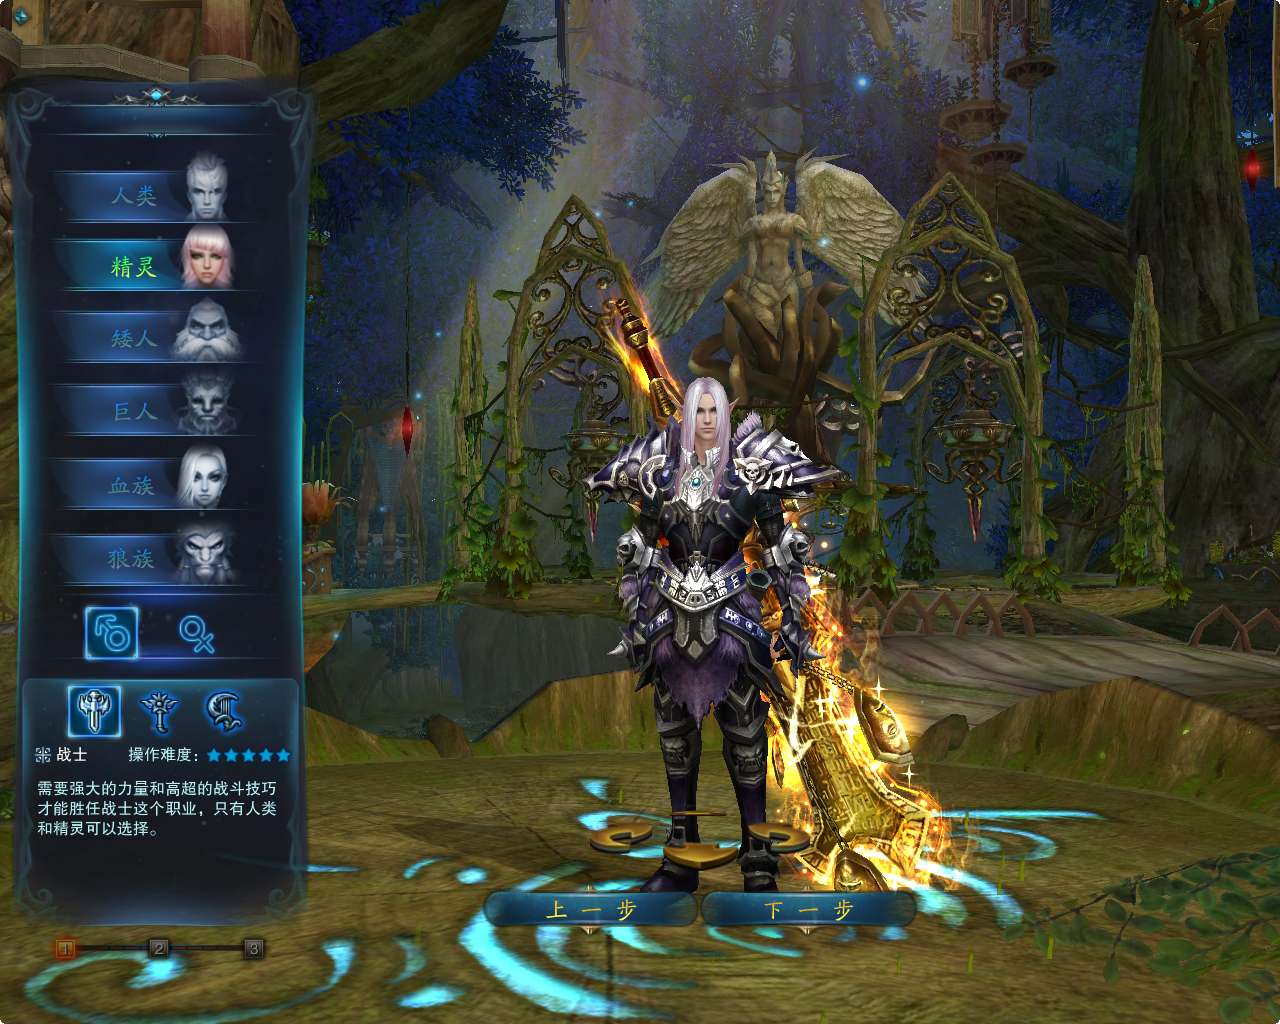 人类
精灵
矮人
巨人
血族
狼族
战士 操作难度：★★★★★
需要强大的力量和高超的战斗技巧
才能胜任战士这个职业，只有人类
和精灵可以选择。
上一步 下一步
1 2 3